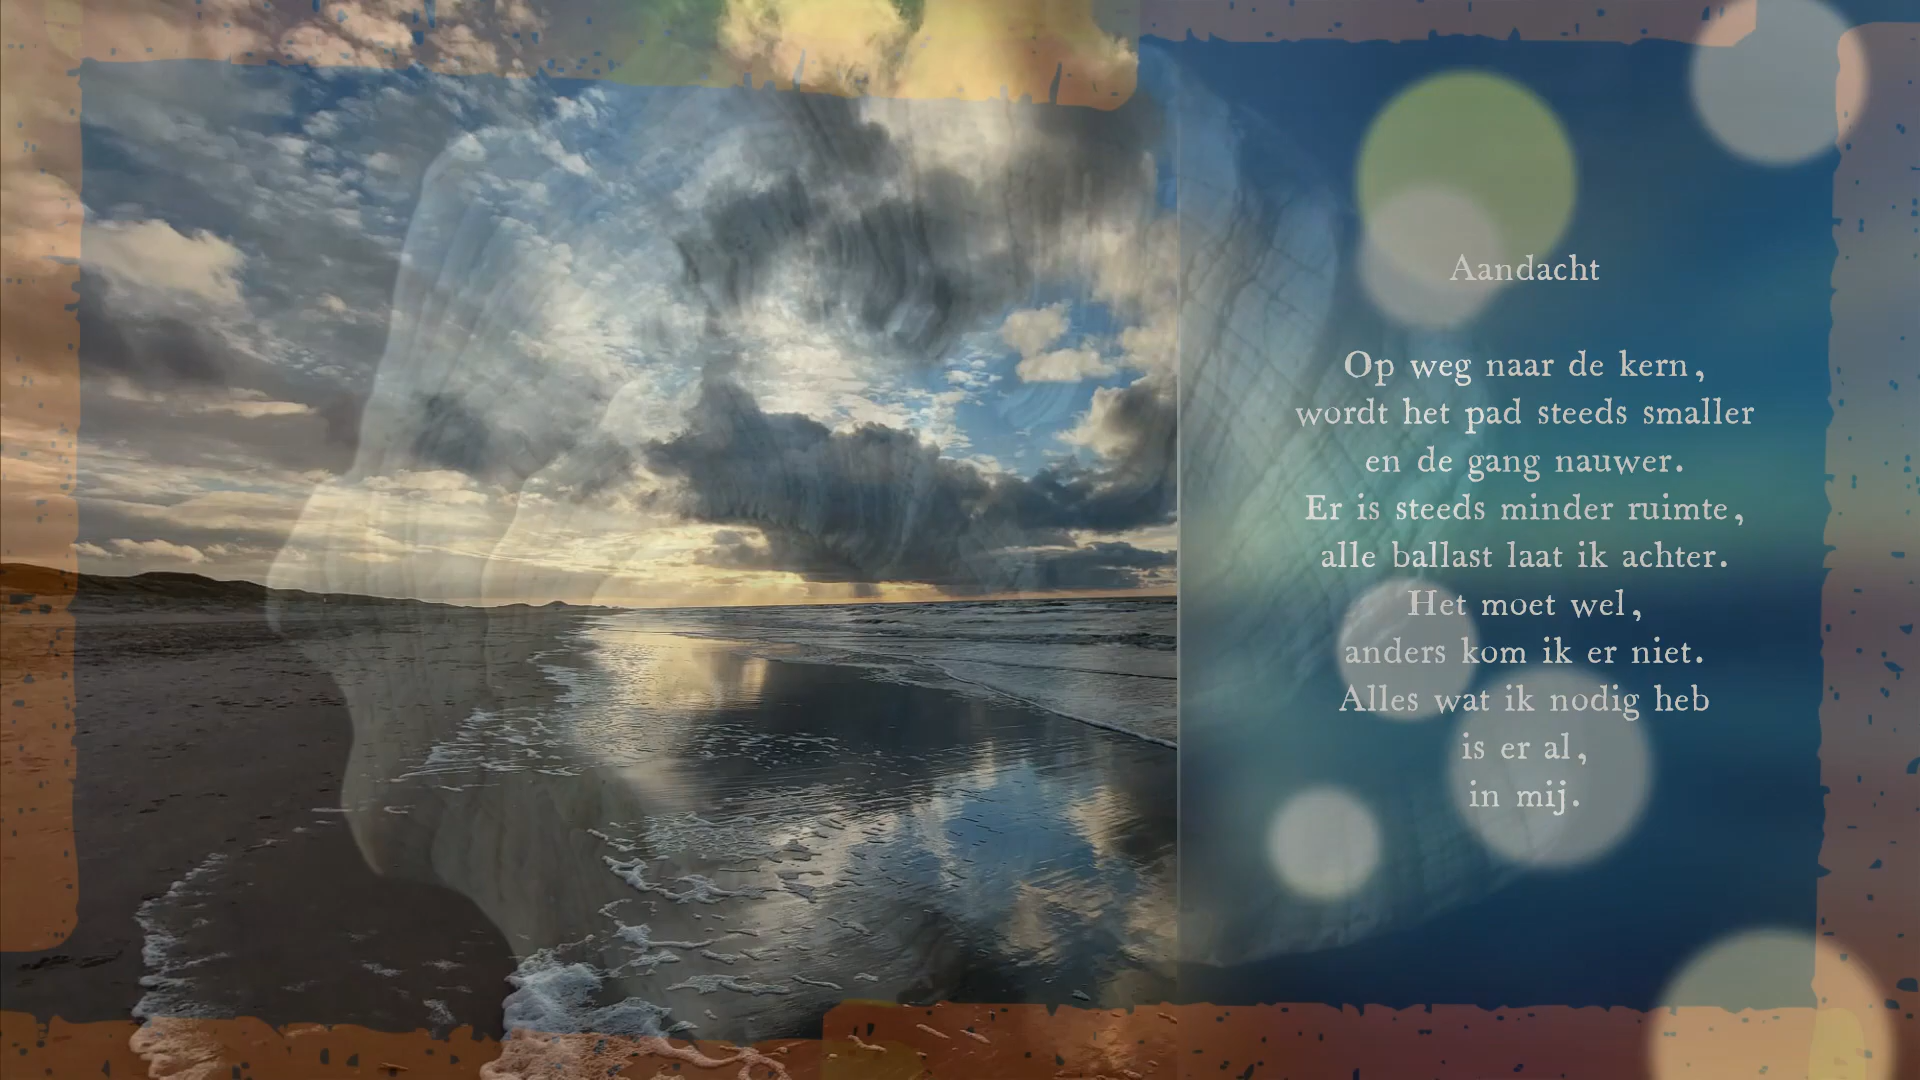 Aandacht
Op weg naar de kern,
wordt het pad steeds smaller
en de gang nauwer.
Er is steeds minder ruimte,
alle ballast laat ik achter.
Het moet wel,
anders kom ik er niet.
Alles wat ik nodig heb
is er al,
in mij.